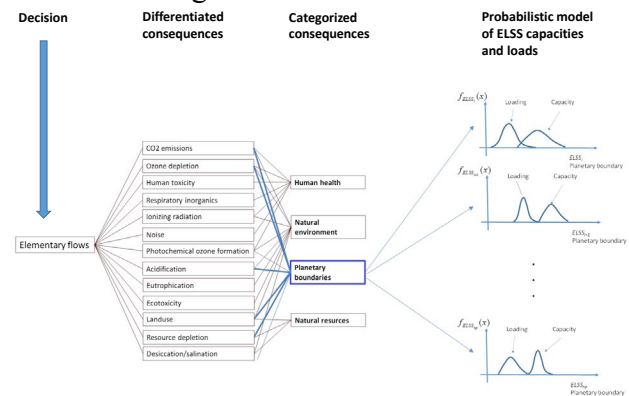 Decision
Differentiated
consequences
Categorized
consequences
Probabilistic model
of ELSS capacities
and loads
Elementary flows
CO2 emissions
Ozone depletion
Human toxicity
Respiratory inorganics
Ionizing radiation
Noise
Photochemical ozone formation
Acidification
Eutrophication
Ecotoxicity
Landuse
Resource depletion
Desiccation/salination
Human health
Natural
environment
Planetary
boundaries
Natural resurces
Loading
Capacity
Planetary boundary
Loading
Capacity
Planetary boundary
.
.
.
Loading
Capacity
Planetary boundary